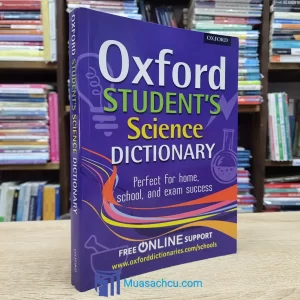 OXFORD
Oxford
STUDENT'S
Science
DICTIONARY
Perfect for home,
school, and exam success
FREE ONLINE SUPPORT
www.oxforddictionaries.com/schools
OXFORD STUDENT'S SCIENCE DICTIONARY
Muasachcu.com